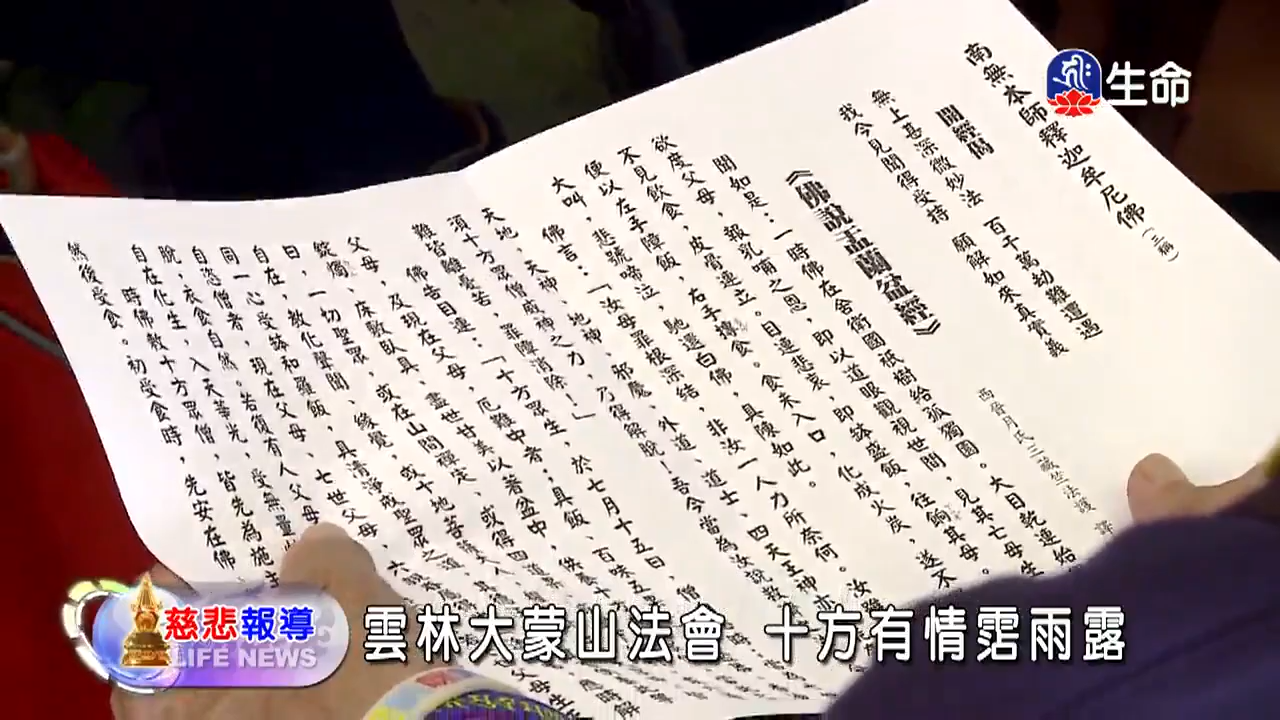 生命
南無本師釋迦牟尼佛(三稱)
開經偈
無上甚深微妙法 百千萬劫難遭遇
我今見聞得受持 願解如來真實義
《佛說盂蘭盆經》
西晉月氏三藏竺法護譯
聞如是:一時佛在舍衛國祇樹給孤獨園。大目乾連始
欲度父母,報乳哺之恩,即以道眼觀視世間,見其亡母生
不見飲食,皮骨連立。目連悲哀,即鉢盛飯,往餉其母。
便以左手障飯,右手摶食。食未入口,化成火炭,遂不
大叫,悲號啼泣,馳還白佛,具陳如此。
佛言:「汝母罪根深結,非汝一人力所奈何。汝雖
天地,天神、地神、邪魔、外道、道士、四天王神,亦
須十方眾僧威神之力,乃得解脫!吾今當為汝說救
難皆離憂苦,罪障消除!」
佛告目連:「十方眾生,於七月十五日,僧
父母,及現在父母,厄難中者,具飯、百味五
錠燭、床敷臥具、盡世甘美以著盆中,供養十
日,一切聖眾,或在山間禪定、或得四道果
自在,教化聲聞、緣覺,或十地菩薩大人
同一心受鉢和羅飯,具清淨戒聖眾之道
自恣僧者,現在父母、七世父母、六
脫,衣食自然。若復有人父母
自在化生,入天華光,受無量
時佛敕十方眾僧,皆先為施主
然後受食。初受食時,先安在佛
慈悲報導
LIFE NEWS
雲林大蒙山法會 十方有情霑雨露